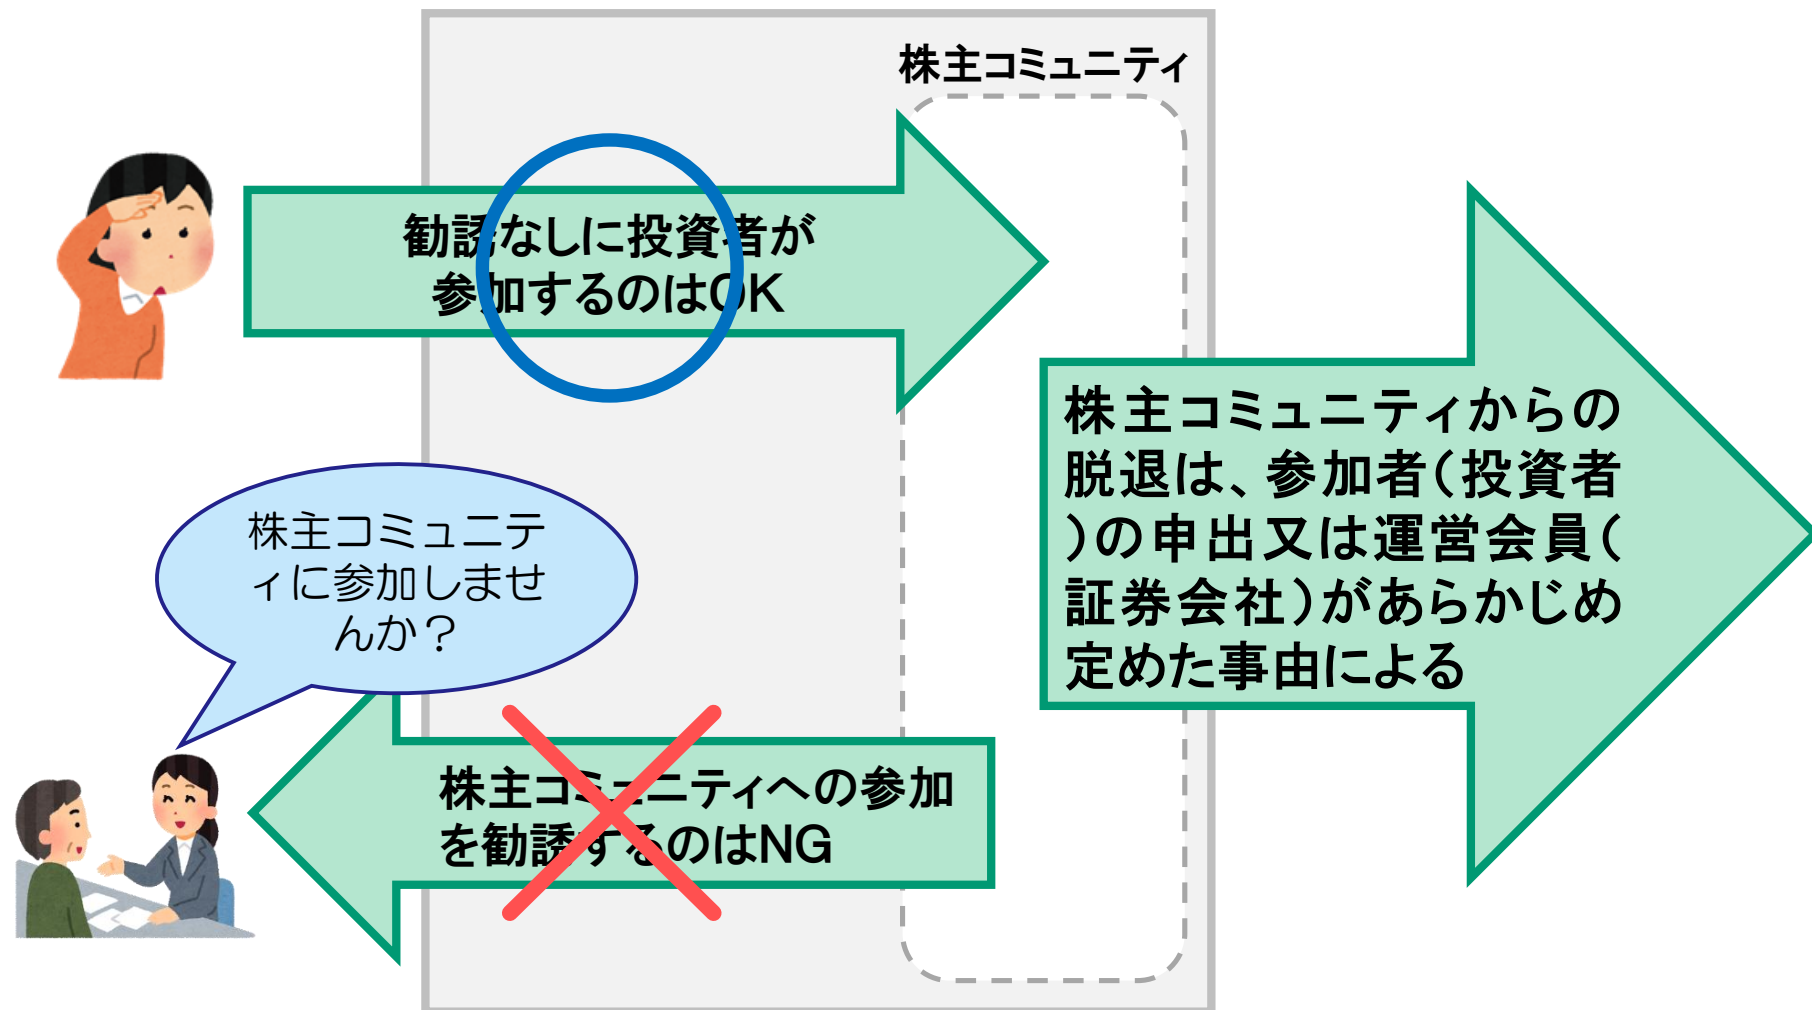 株主コミュニティ
勧誘なしに投資者が
参加するのはOK
株主コミュニティからの
脱退は、参加者（投資者
）の申出又は運営会員（
証券会社）があらかじめ
定めた事由による
株主コミュニテ
ィに参加しませ
んか？
株主コミュニティへの参加
を勧誘するのはNG